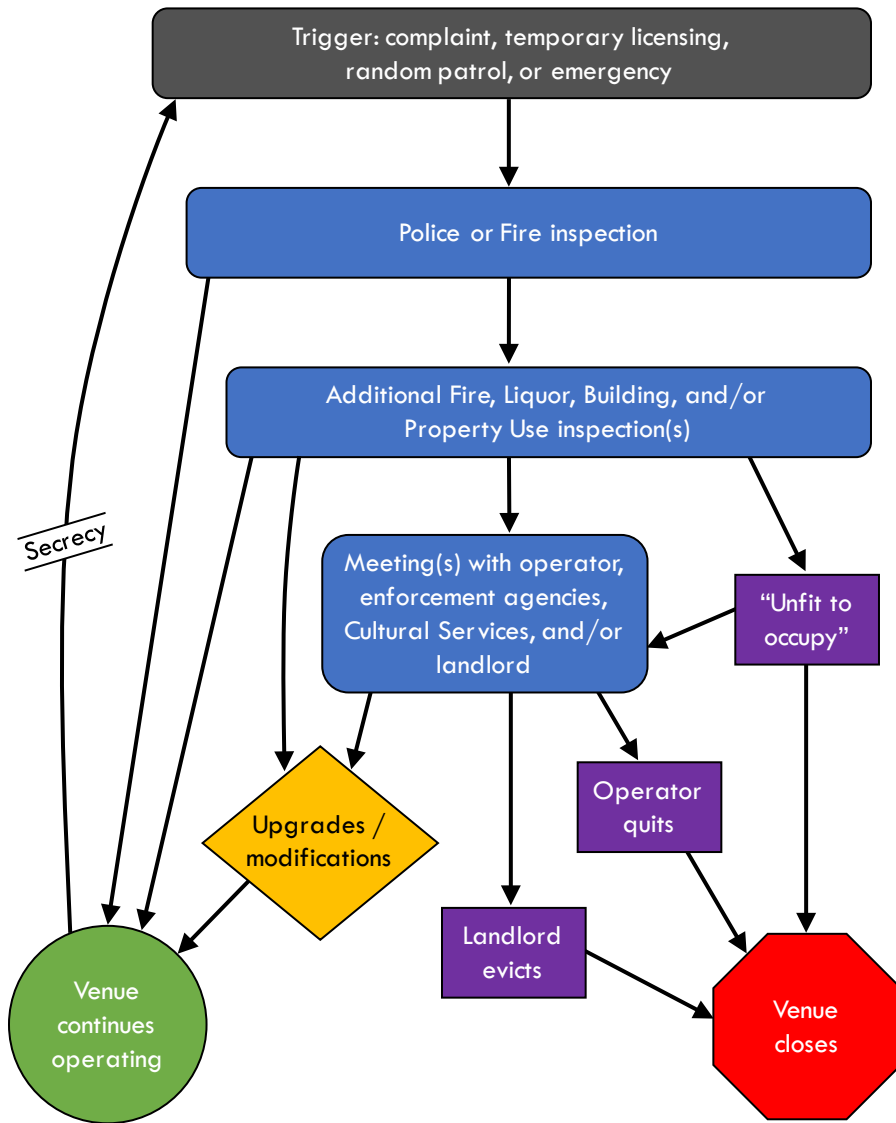 Trigger: complaint, temporary licensing,
random patrol, or emergency
Police or Fire inspection
Additional Fire, Liquor, Building, and/or
Property Use inspection(s)
Secrecy
Meeting(s) with operator,
enforcement agencies,
Cultural Services, and/or
landlord
“Unfit to
occupy”
Upgrades /
modifications
Operator
quits
Landlord
evicts
Venue
continues
operating
Venue
closes